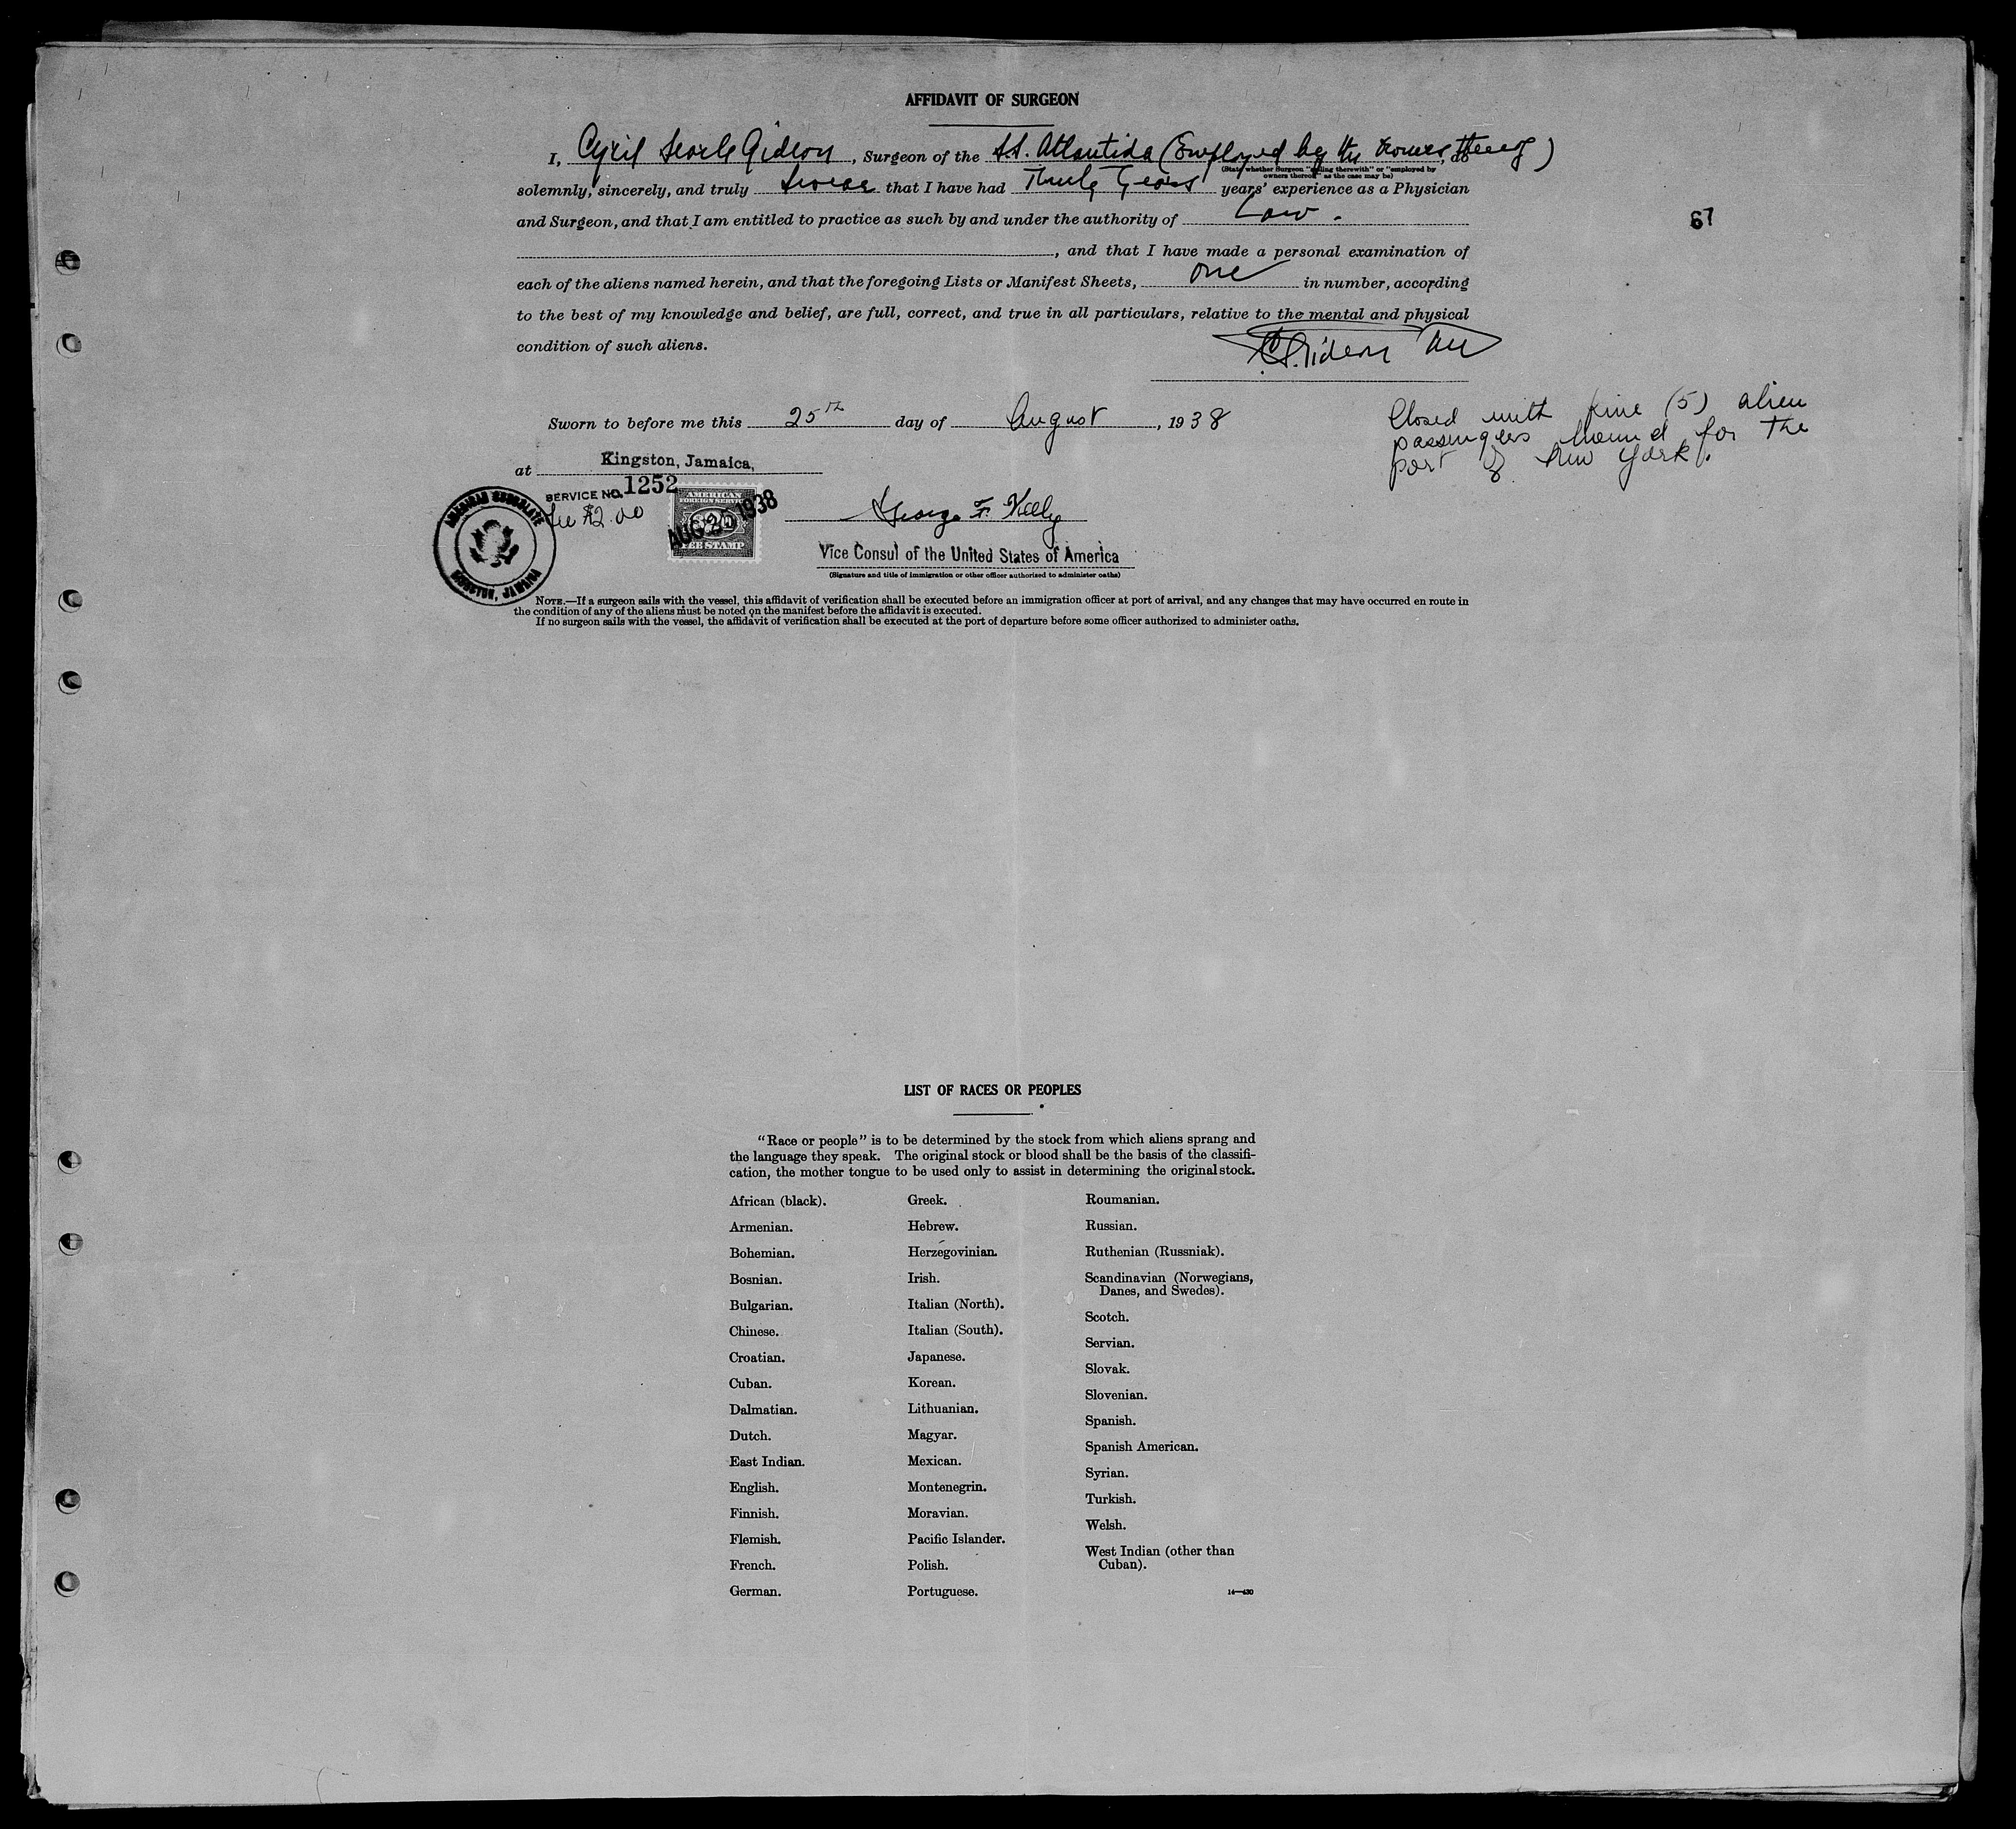 AFFIDAVIT OF SURGEON
I, Cyril Searle Gideon, Surgeon of the S.S. Atlantida (Employed by the owners thereof), do
(State whether Surgeon "sailing therewith" or "employed by
owners thereof" as the case may be)
solemnly, sincerely, and truly swear that I have had years' experience as a Physician
and Surgeon, and that I am entitled to practice as such by and under the authority of Law.
, and that I have made a personal examination of
each of the aliens named herein, and that the foregoing Lists or Manifest Sheets, one in number, according
to the best of my knowledge and belief, are full, correct, and true in all particulars, relative to the mental and physical
condition of such aliens.
C.S. Gideon
67
Sworn to before me this 25th day of August, 1938
Closed with five (5) alien
passengers bound for the
port of New York.
at Kingston, Jamaica,
SERVICE NO. 1252
Fee $2.00
AMERICAN CONSULATE
KINGSTON, JAMAICA
AMERICAN
FOREIGN SERVICE
FEE STAMP
AUG 25 1938
George F. Kelly
Vice Consul of the United States of America
(Signature and title of immigration or other officer authorized to administer oaths)
NOTE.—If a surgeon sails with the vessel, this affidavit of verification shall be executed before an immigration officer at port of arrival, and any changes that may have occurred en route in
the condition of any of the aliens must be noted on the manifest before the affidavit is executed.
If no surgeon sails with the vessel, the affidavit of verification shall be executed at the port of departure before some officer authorized to administer oaths.
LIST OF RACES OR PEOPLES
"Race or people" is to be determined by the stock from which aliens sprang and
the language they speak. The original stock or blood shall be the basis of the classifi-
cation, the mother tongue to be used only to assist in determining the original stock.
African (black).
Armenian.
Bohemian.
Bosnian.
Bulgarian.
Chinese.
Croatian.
Cuban.
Dalmatian.
Dutch.
East Indian.
English.
Finnish.
Flemish.
French.
German.
Greek.
Hebrew.
Herzegovinian.
Irish.
Italian (North).
Italian (South).
Japanese.
Korean.
Lithuanian.
Magyar.
Mexican.
Montenegrin.
Moravian.
Pacific Islander.
Polish.
Portuguese.
Roumanian.
Russian.
Ruthenian (Russniak).
Scandinavian (Norwegians,
Danes, and Swedes).
Scotch.
Servian.
Slovak.
Slovenian.
Spanish.
Spanish American.
Syrian.
Turkish.
Welsh.
West Indian (other than
Cuban).
14—430